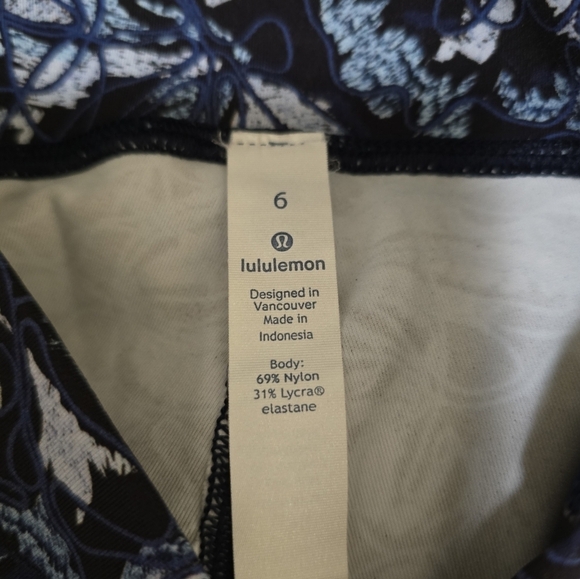 6
lululemon
Designed in
Vancouver
Made in
Indonesia
Body:
69% Nylon
31% Lycra®
elastane